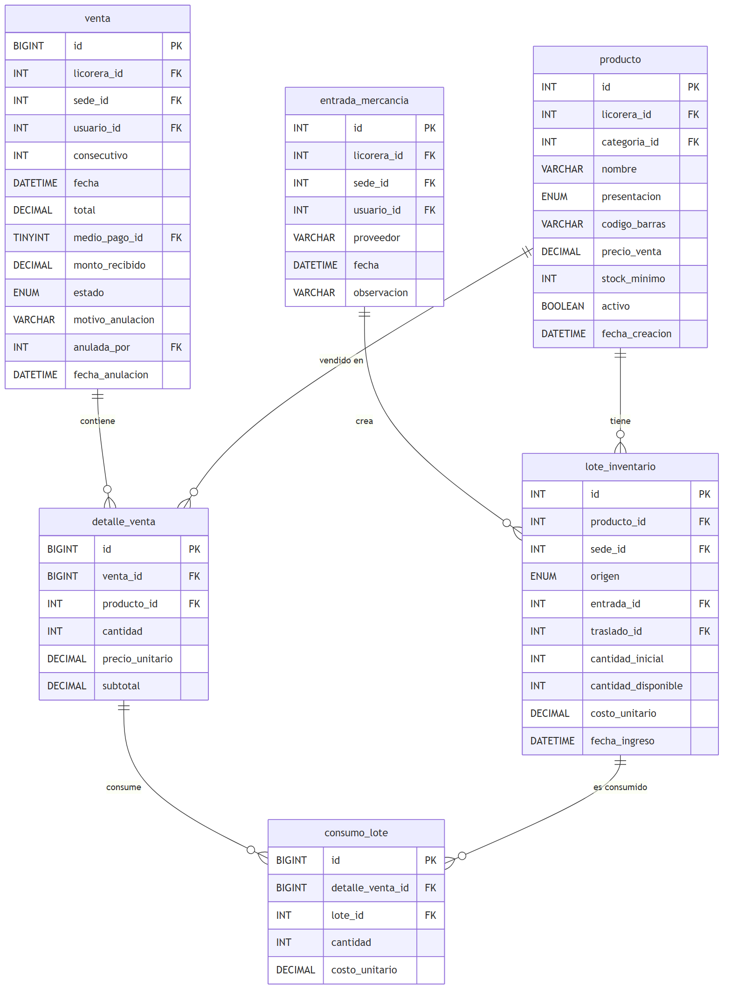 venta
BIGINT id PK
INT licorera_id FK
INT sede_id FK
INT usuario_id FK
INT consecutivo
DATETIME fecha
DECIMAL total
TINYINT medio_pago_id FK
DECIMAL monto_recibido
ENUM estado
VARCHAR motivo_anulacion
INT anulada_por FK
DATETIME fecha_anulacion
entrada_mercancia
INT id PK
INT licorera_id FK
INT sede_id FK
INT usuario_id FK
VARCHAR proveedor
DATETIME fecha
VARCHAR observacion
producto
INT id PK
INT licorera_id FK
INT categoria_id FK
VARCHAR nombre
ENUM presentacion
VARCHAR codigo_barras
DECIMAL precio_venta
INT stock_minimo
BOOLEAN activo
DATETIME fecha_creacion
vendido en
contiene
crea
tiene
detalle_venta
BIGINT id PK
BIGINT venta_id FK
INT producto_id FK
INT cantidad
DECIMAL precio_unitario
DECIMAL subtotal
lote_inventario
INT id PK
INT producto_id FK
INT sede_id FK
ENUM origen
INT entrada_id FK
INT traslado_id FK
INT cantidad_inicial
INT cantidad_disponible
DECIMAL costo_unitario
DATETIME fecha_ingreso
consume
es consumido
consumo_lote
BIGINT id PK
BIGINT detalle_venta_id FK
INT lote_id FK
INT cantidad
DECIMAL costo_unitario